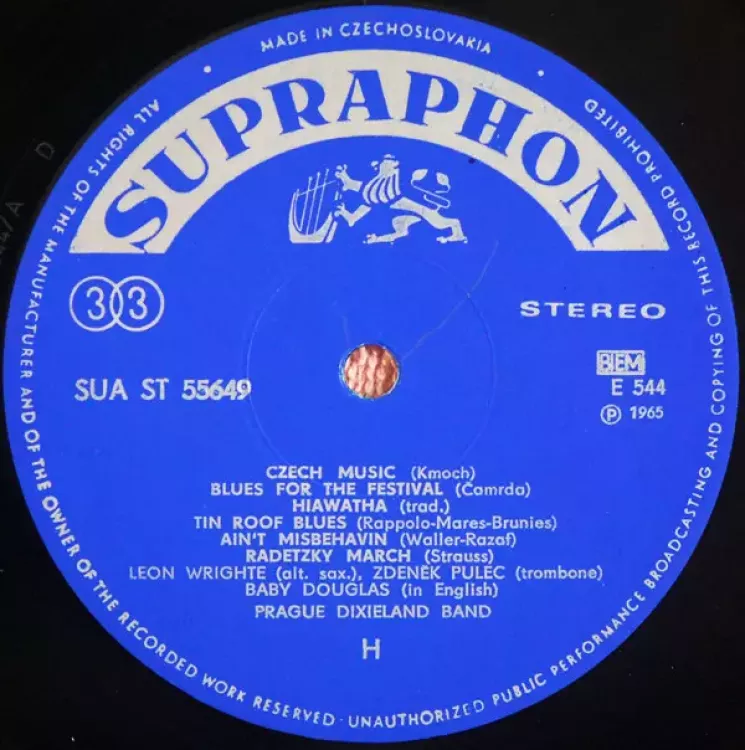 MADE IN CZECHOSLOVAKIA
SUPRAPHON
33
STEREO
SUA ST 55649
BIEM
E 544
Ⓟ 1965
CZECH MUSIC (Kmoch)
BLUES FOR THE FESTIVAL (Čamrda)
HIAWATHA (trad.)
TIN ROOF BLUES (Rappolo-Mares-Brunies)
AIN'T MISBEHAVIN (Waller-Razaf)
RADETZKY MARCH (Strauss)
LEON WRIGHTE (alt. sax.), ZDENĚK PULEC (trombone)
BABY DOUGLAS (in English)
PRAGUE DIXIELAND BAND
H
ALL RIGHTS OF THE MANUFACTURER AND OF THE OWNER OF THE RECORDED WORK RESERVED · UNAUTHORIZED PUBLIC PERFORMANCE BROADCASTING AND COPYING OF THIS RECORD PROHIBITED